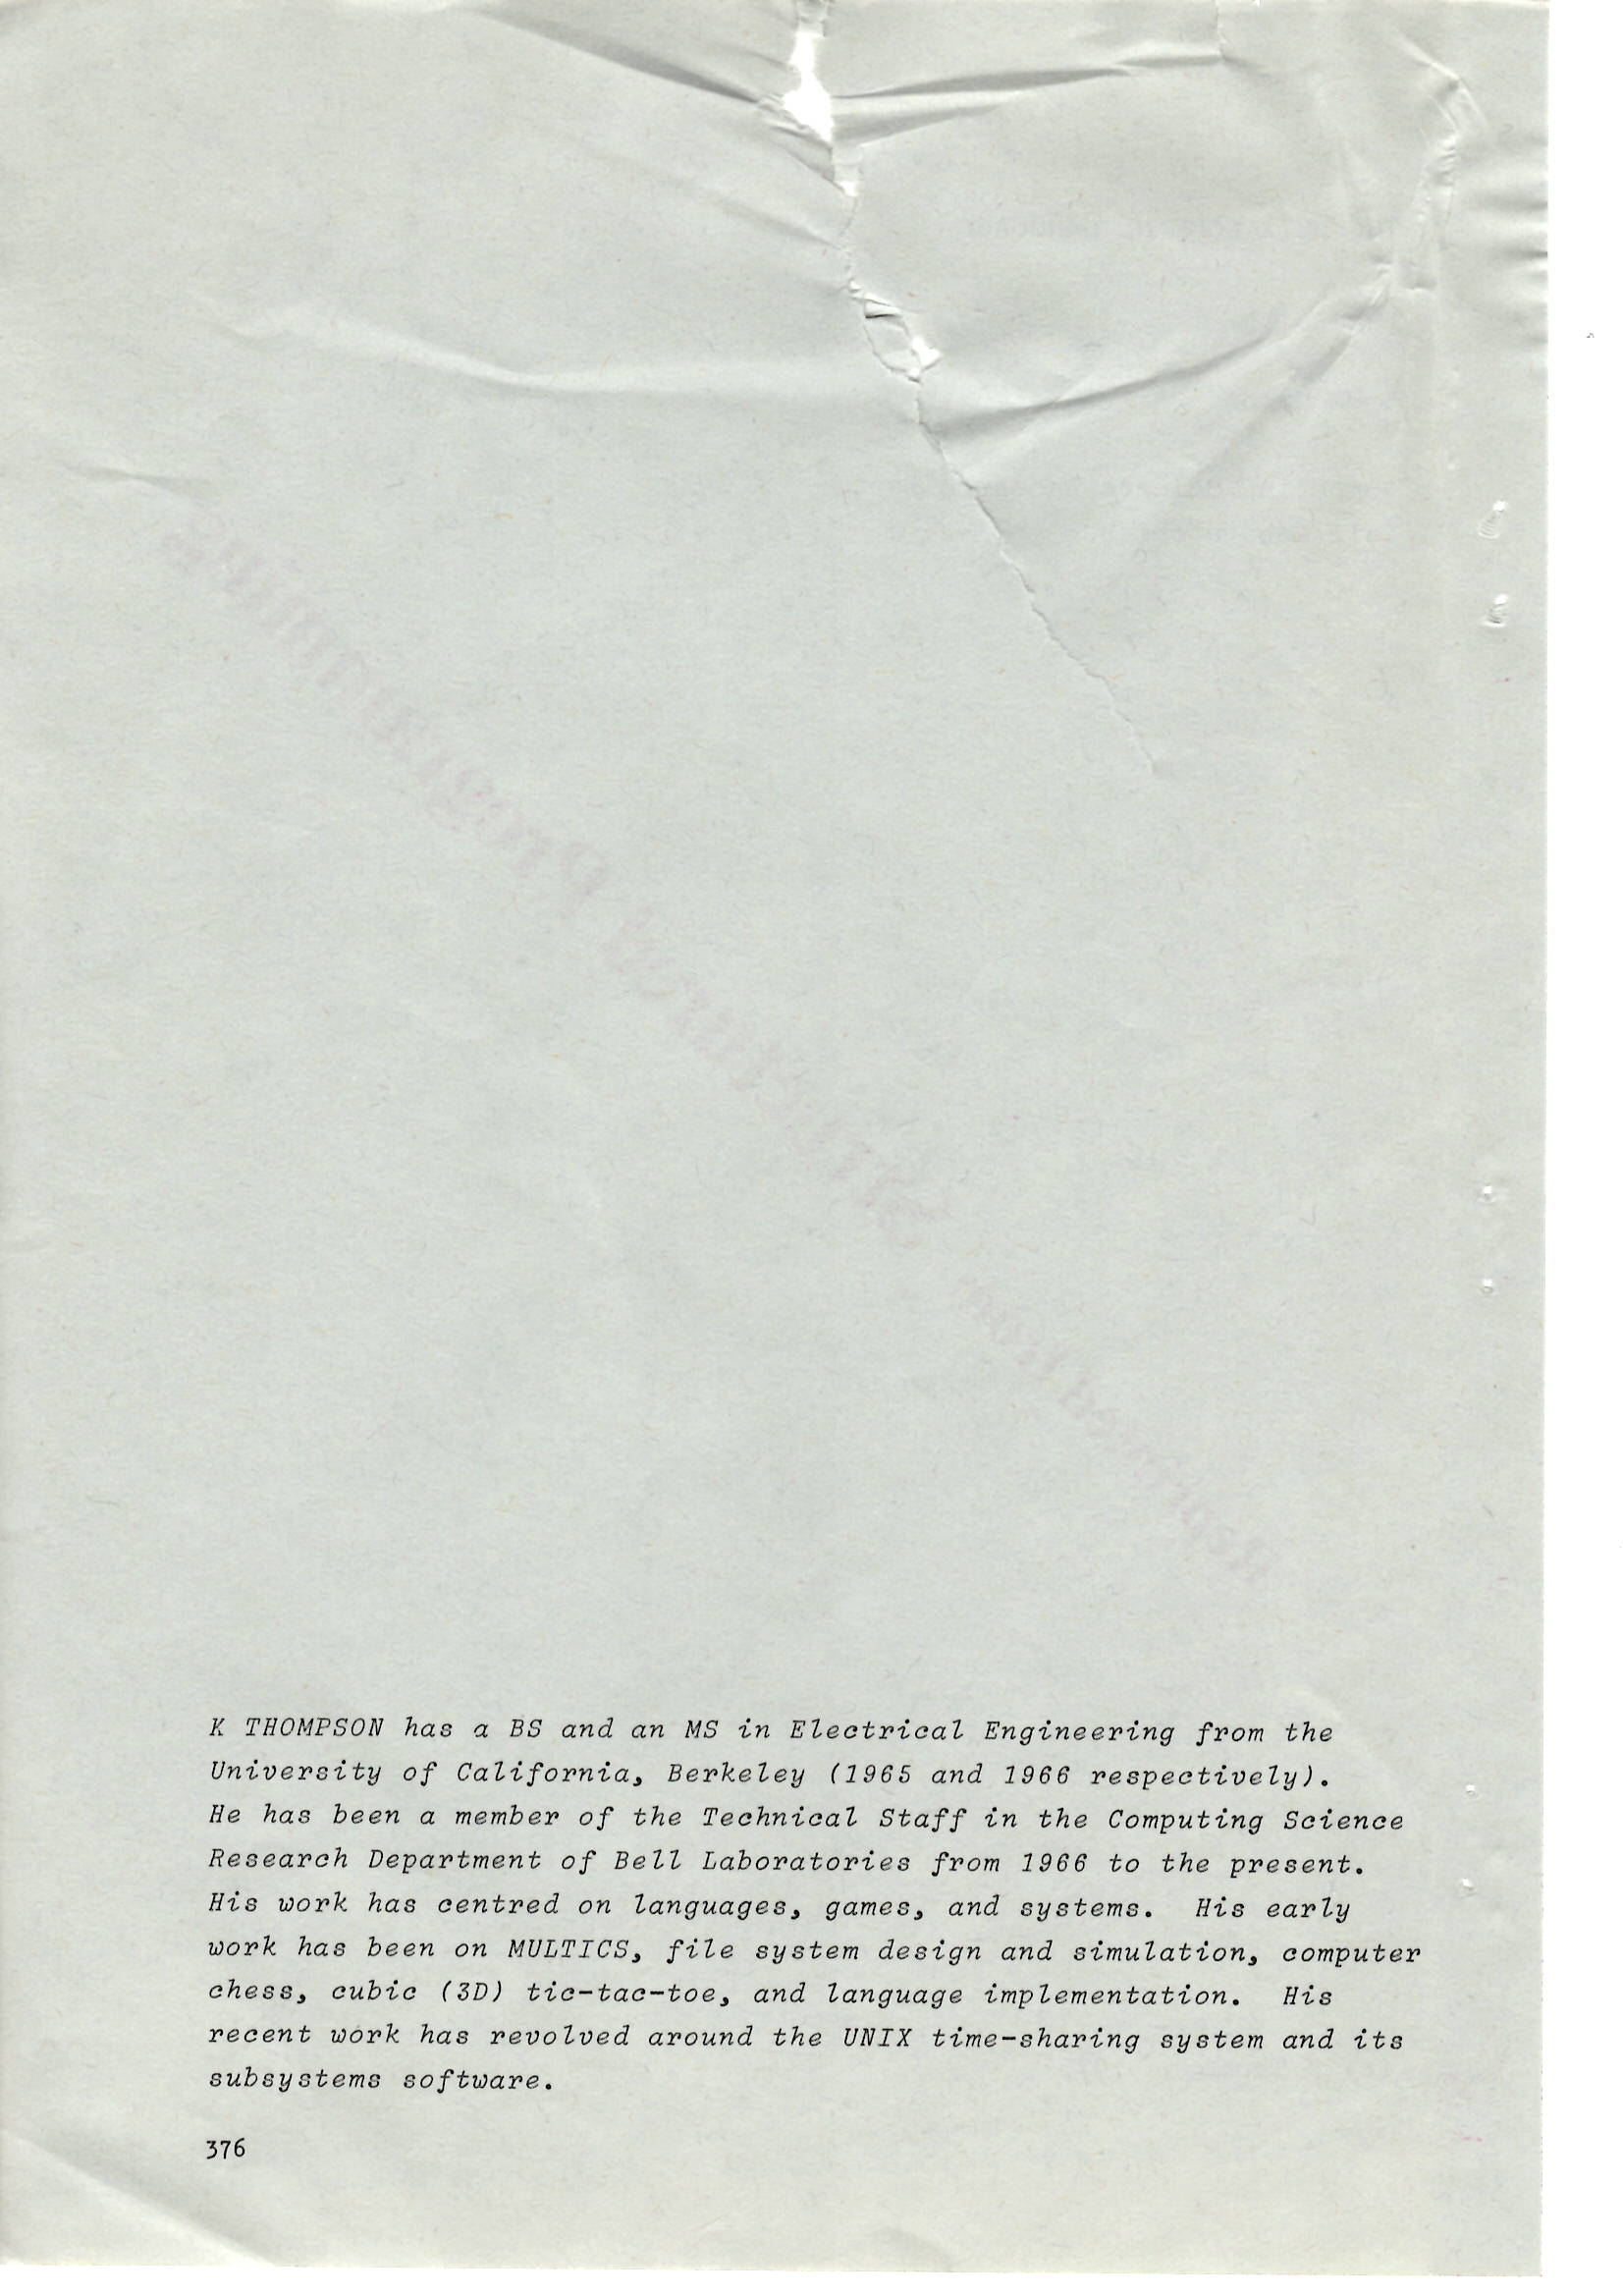 K THOMPSON has a BS and an MS in Electrical Engineering from the
University of California, Berkeley (1965 and 1966 respectively).
He has been a member of the Technical Staff in the Computing Science
Research Department of Bell Laboratories from 1966 to the present.
His work has centred on languages, games, and systems. His early
work has been on MULTICS, file system design and simulation, computer
chess, cubic (3D) tic-tac-toe, and language implementation. His
recent work has revolved around the UNIX time-sharing system and its
subsystems software.
376